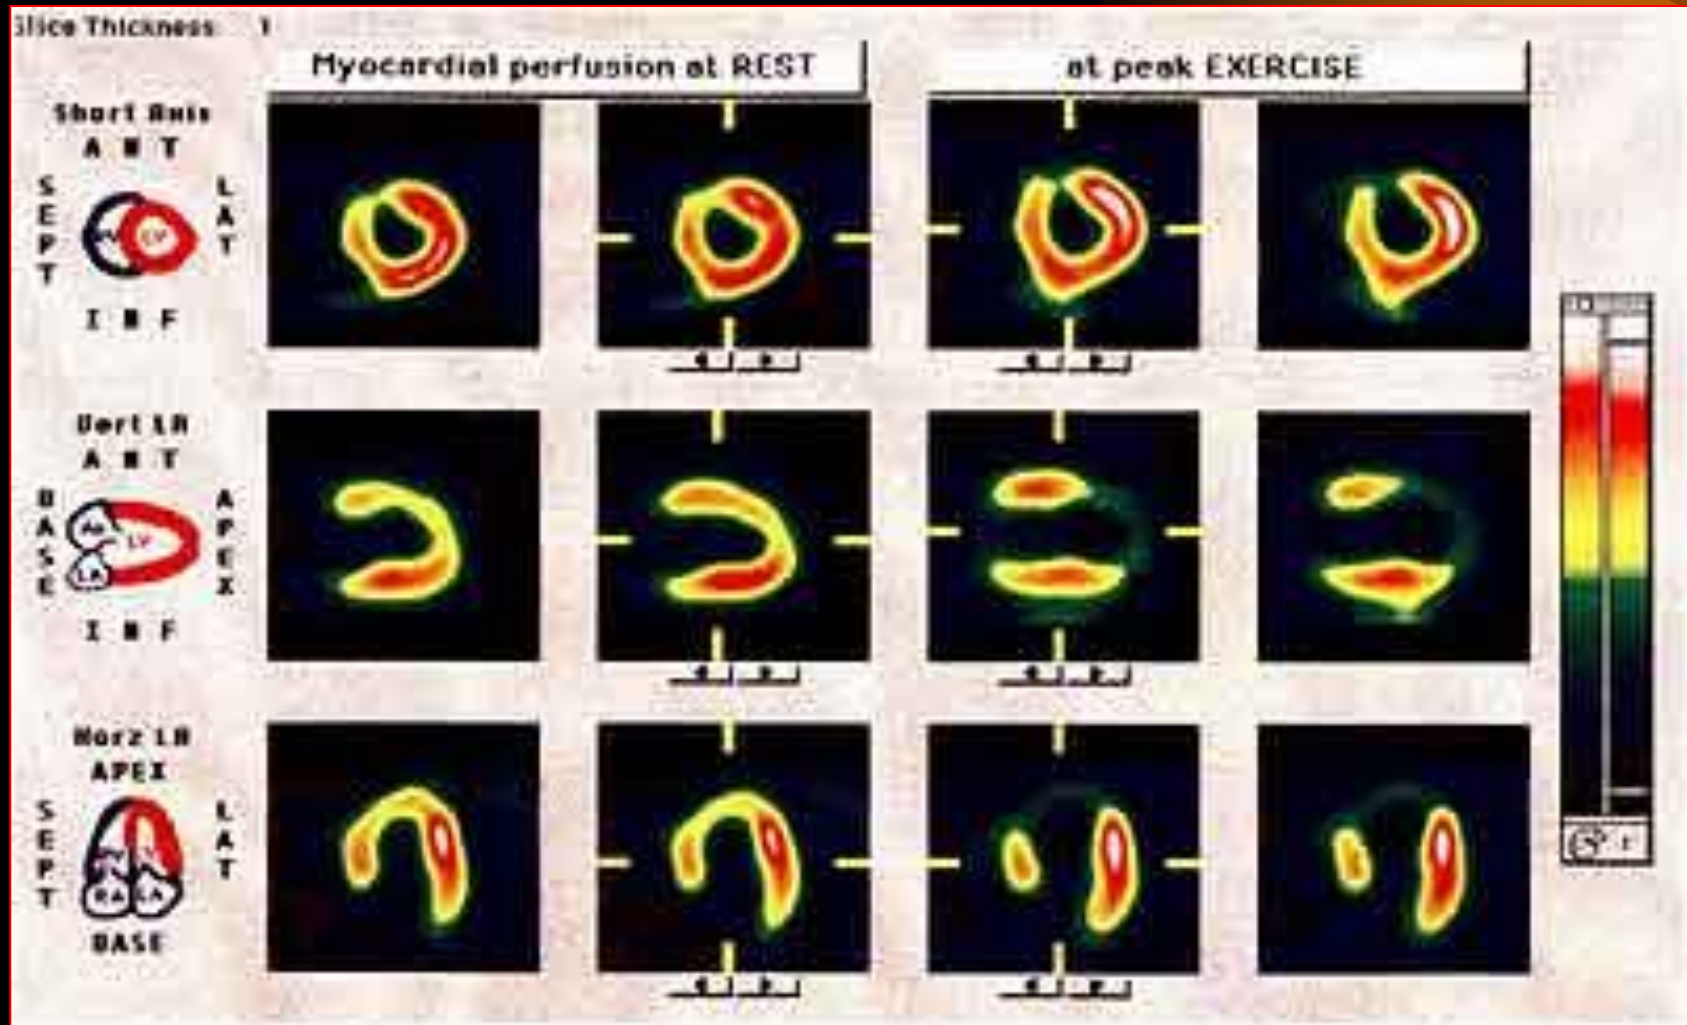 Slice Thickness 1
Myocardial perfusion at REST
at peak EXERCISE
Short Axis
ANT
SEPT
LAT
LV
INF
Vert LA
ANT
BASE
APEX
LV
LA
INF
Horz LA
APEX
SEPT
LAT
RA LA
BASE